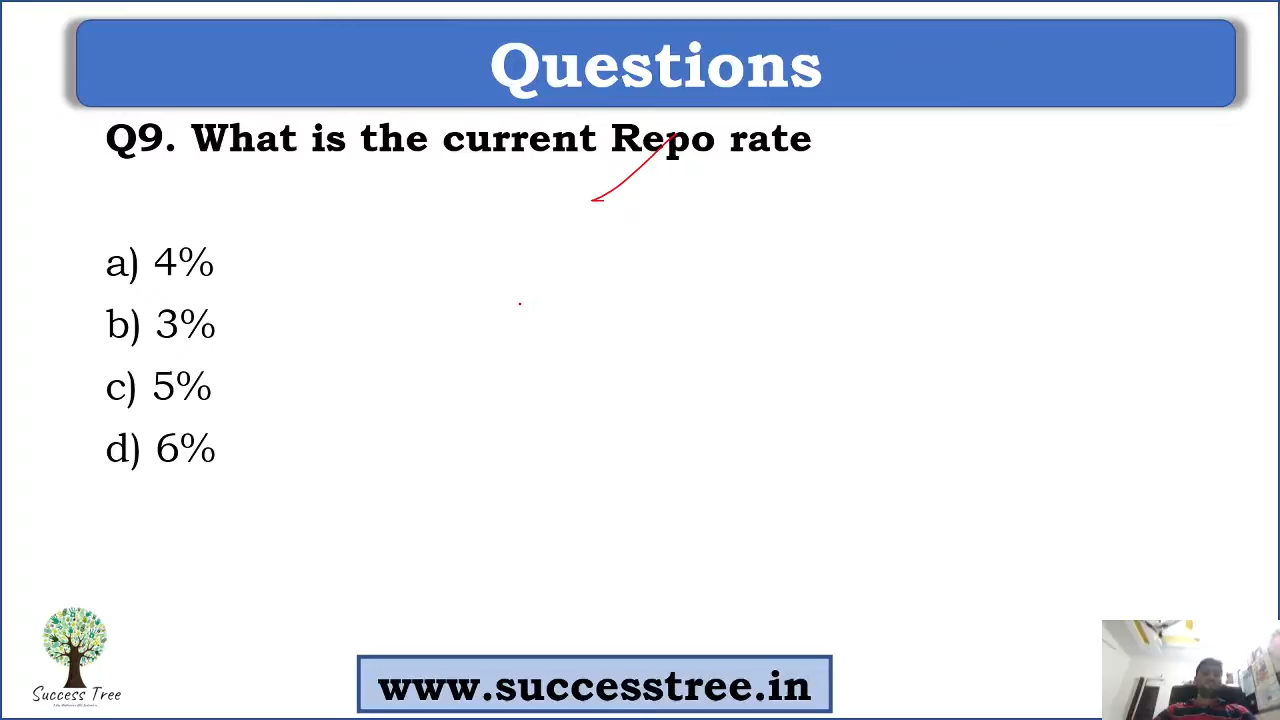 Questions
Q9. What is the current Repo rate
a) 4%
b) 3%
c) 5%
d) 6%
Success Tree
www.successtree.in